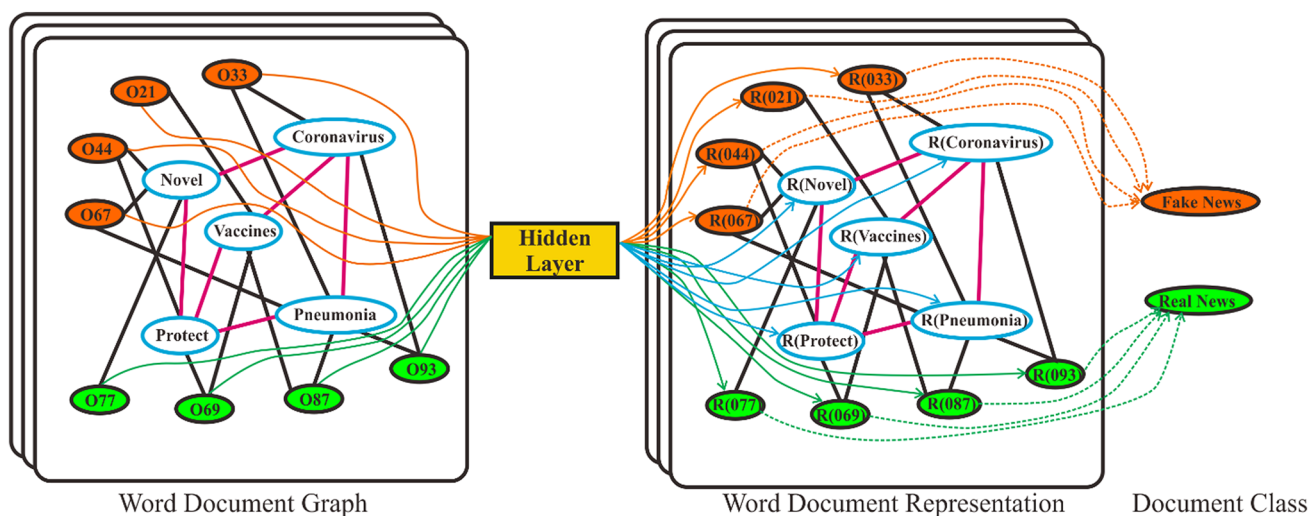 O33
O21
Coronavirus
O44
Novel
O67
Vaccines
Pneumonia
Protect
O93
O77
O69
O87
Word Document Graph
Hidden
Layer
R(033)
R(021)
R(Coronavirus)
R(044)
R(Novel)
R(067)
R(Vaccines)
R(Pneumonia)
R(Protect)
R(093)
R(077)
R(069)
R(087)
Word Document Representation
Fake News
Real News
Document Class